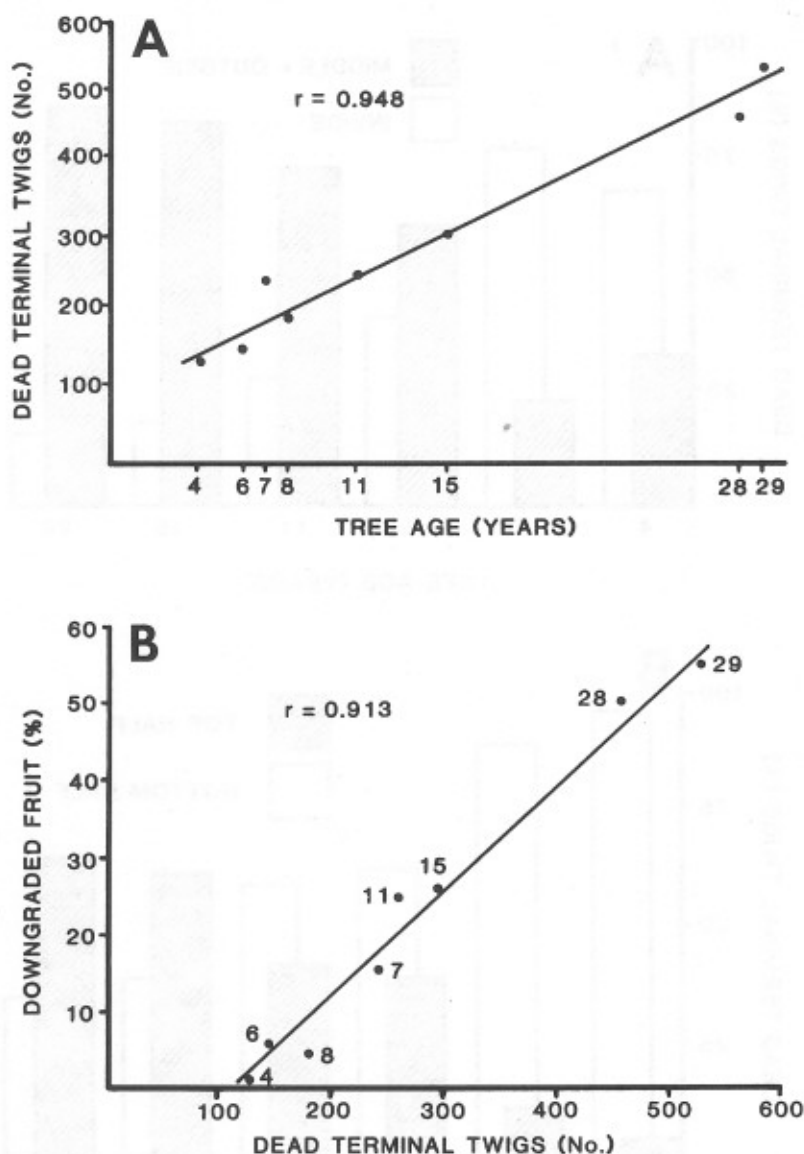 A
r = 0.948
DEAD TERMINAL TWIGS (No.)
600
500
400
300
200
100
4 6 7 8 11 15 28 29
TREE AGE (YEARS)
B
r = 0.913
DOWNGRADED FRUIT (%)
60
50
40
30
20
10
29
28
15
11
7
6
8
4
100 200 300 400 500 600
DEAD TERMINAL TWIGS (No.)